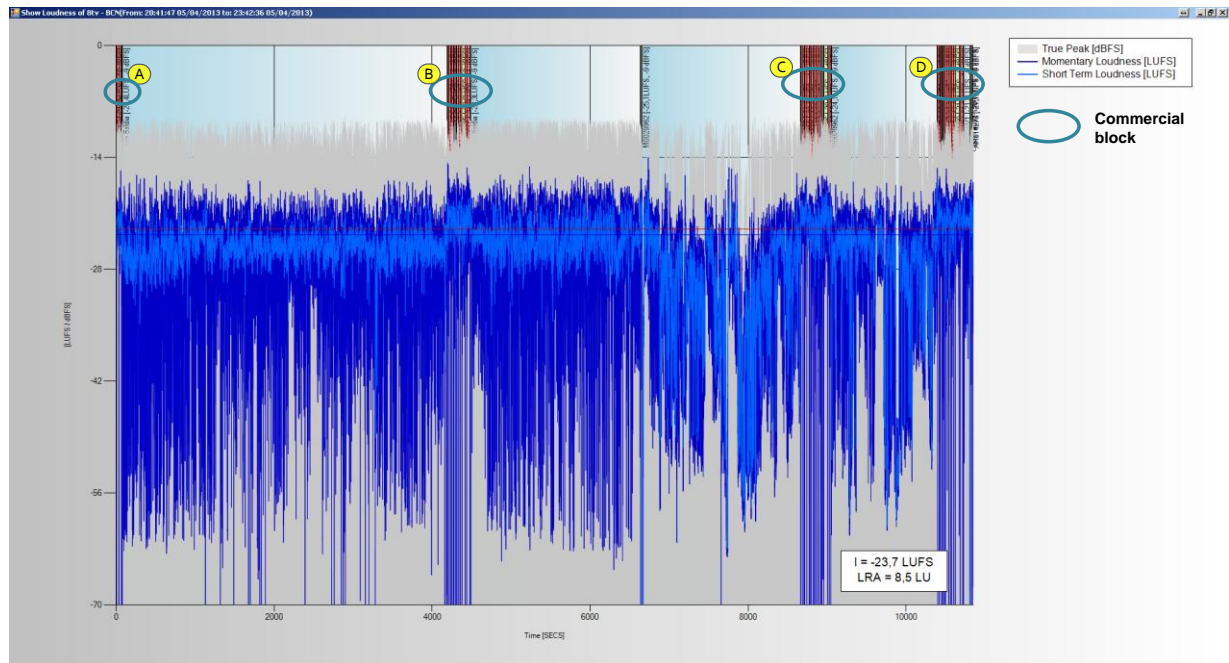 Show Loudness of 8tv - BCN(From: 20:41:47 05/04/2013 to: 23:42:36 05/04/2013)
A
B
C
D
True Peak [dBFS]
Momentary Loudness [LUFS]
Short Term Loudness [LUFS]
Commercial
block
0
-14
-28
-42
-56
-70
[LUFS / dBFS]
I = -23,7 LUFS
LRA = 8,5 LU
0
2000
4000
6000
8000
10000
Time [SECS]